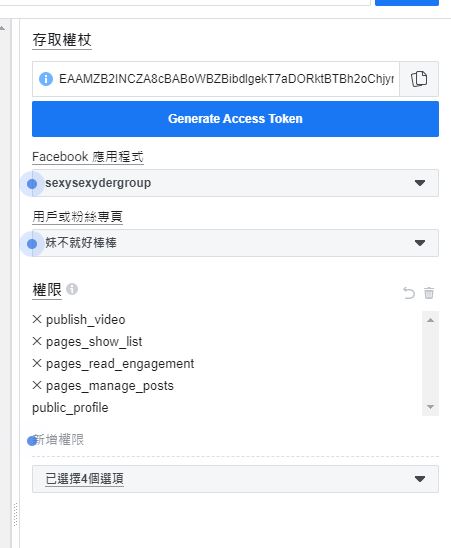 存取權杖
EAAMZB2INCZA8cBABoWBZBibdlgekT7aDORktBTBh2oChjyr
Generate Access Token
Facebook 應用程式
sexysexydergroup
用戶或粉絲專頁
妹不就好棒棒
權限
publish_video
pages_show_list
pages_read_engagement
pages_manage_posts
public_profile
新增權限
已選擇4個選項